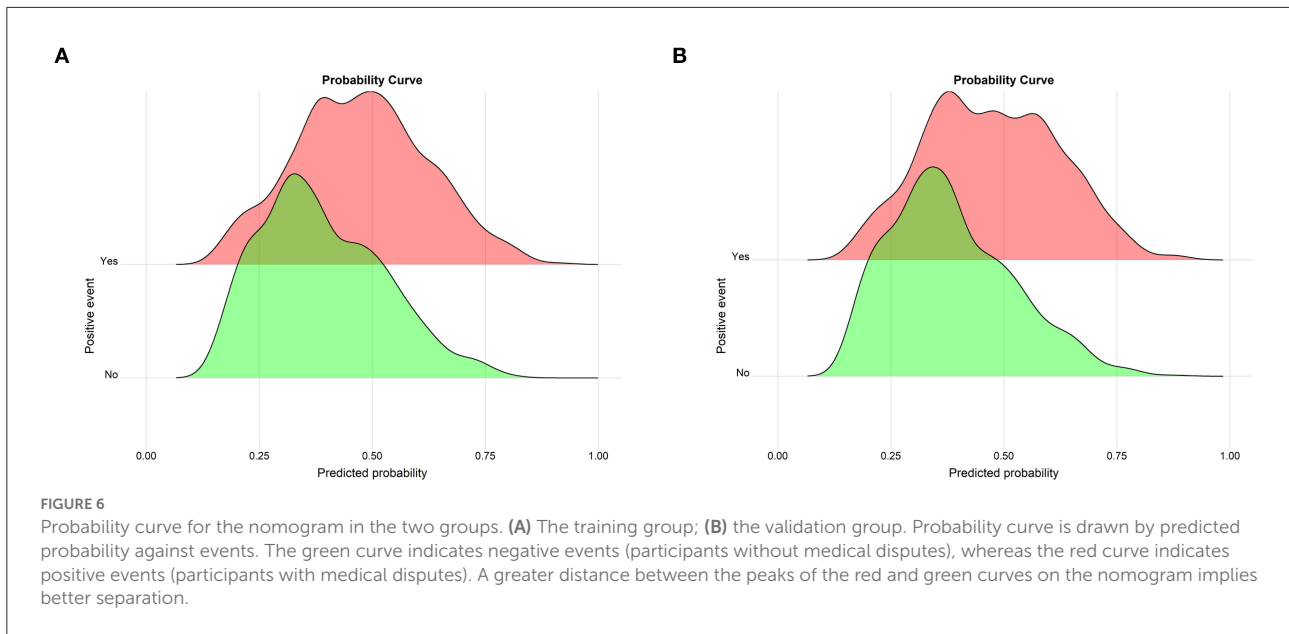 A
Probability Curve
Positive event
Yes
No
0.00 0.25 0.50 0.75 1.00
Predicted probability
B
Probability Curve
Positive event
Yes
No
0.00 0.25 0.50 0.75 1.00
Predicted probability
FIGURE 6
Probability curve for the nomogram in the two groups. (A) The training group; (B) the validation group. Probability curve is drawn by predicted
probability against events. The green curve indicates negative events (participants without medical disputes), whereas the red curve indicates
positive events (participants with medical disputes). A greater distance between the peaks of the red and green curves on the nomogram implies
better separation.